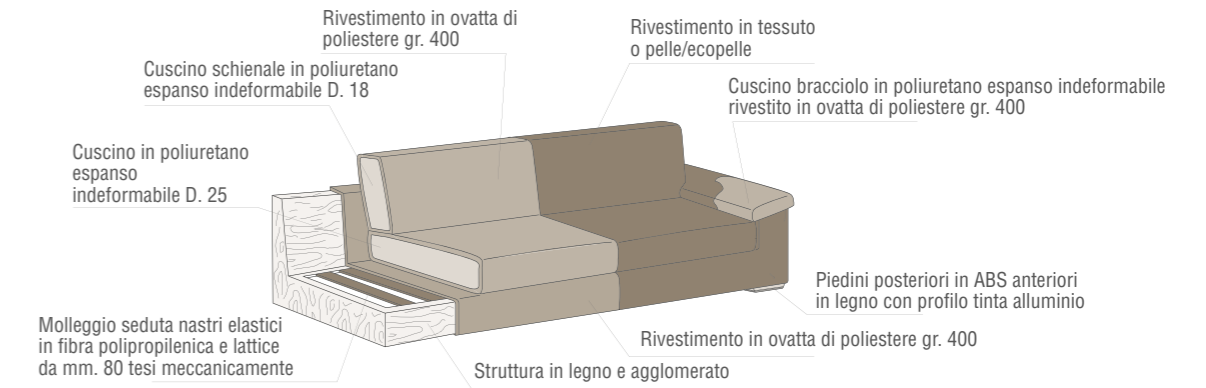 Rivestimento in ovatta di
poliestere gr. 400
Rivestimento in tessuto
o pelle/ecopelle
Cuscino schienale in poliuretano
espanso indeformabile D. 18
Cuscino bracciolo in poliuretano espanso indeformabile
rivestito in ovatta di poliestere gr. 400
Cuscino in poliuretano
espanso
indeformabile D. 25
Piedini posteriori in ABS anteriori
in legno con profilo tinta alluminio
Molleggio seduta nastri elastici
in fibra polipropilenica e lattice
da mm. 80 tesi meccanicamente
Rivestimento in ovatta di poliestere gr. 400
Struttura in legno e agglomerato